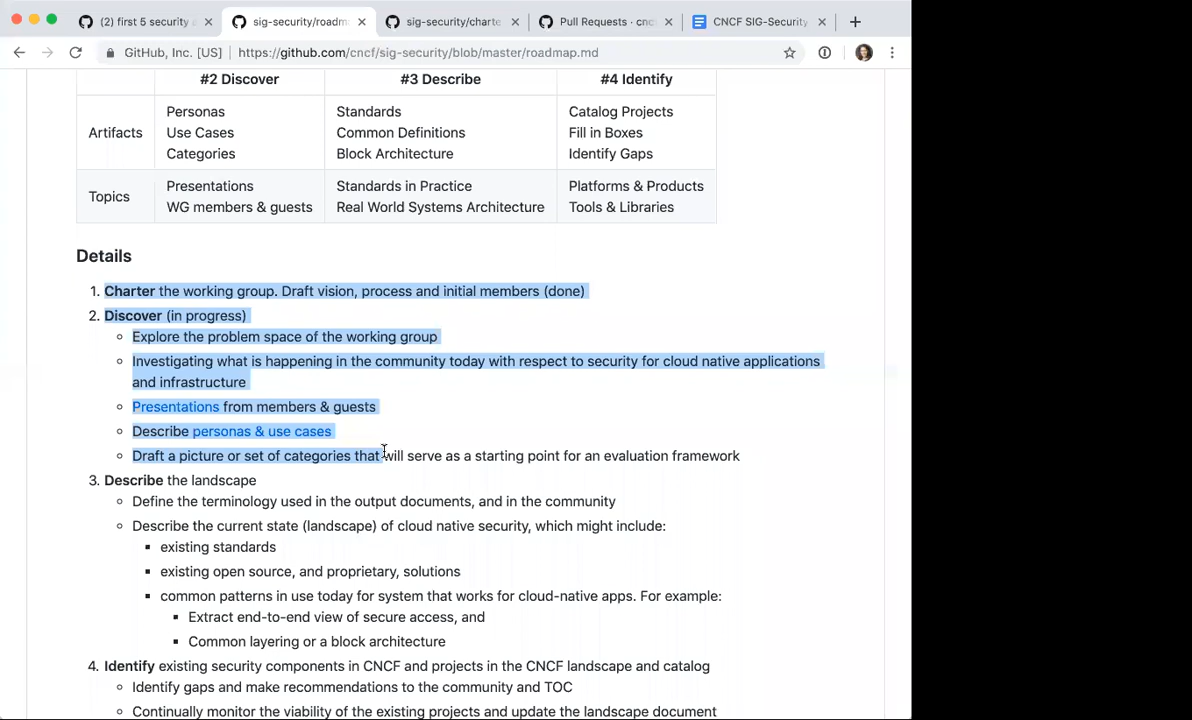 (2) first 5 security
sig-security/roadm
sig-security/charte
Pull Requests · cnc
CNCF SIG-Security
GitHub, Inc. [US]
https://github.com/cncf/sig-security/blob/master/roadmap.md
#2 Discover #3 Describe #4 Identify
Artifacts
Personas
Use Cases
Categories
Standards
Common Definitions
Block Architecture
Catalog Projects
Fill in Boxes
Identify Gaps
Topics
Presentations
WG members & guests
Standards in Practice
Real World Systems Architecture
Platforms & Products
Tools & Libraries
Details
1. Charter the working group. Draft vision, process and initial members (done)
2. Discover (in progress)
Explore the problem space of the working group
Investigating what is happening in the community today with respect to security for cloud native applications
and infrastructure
Presentations from members & guests
Describe personas & use cases
Draft a picture or set of categories that will serve as a starting point for an evaluation framework
3. Describe the landscape
Define the terminology used in the output documents, and in the community
Describe the current state (landscape) of cloud native security, which might include:
existing standards
existing open source, and proprietary, solutions
common patterns in use today for system that works for cloud-native apps. For example:
Extract end-to-end view of secure access, and
Common layering or a block architecture
4. Identify existing security components in CNCF and projects in the CNCF landscape and catalog
Identify gaps and make recommendations to the community and TOC
Continually monitor the viability of the existing projects and update the landscape document